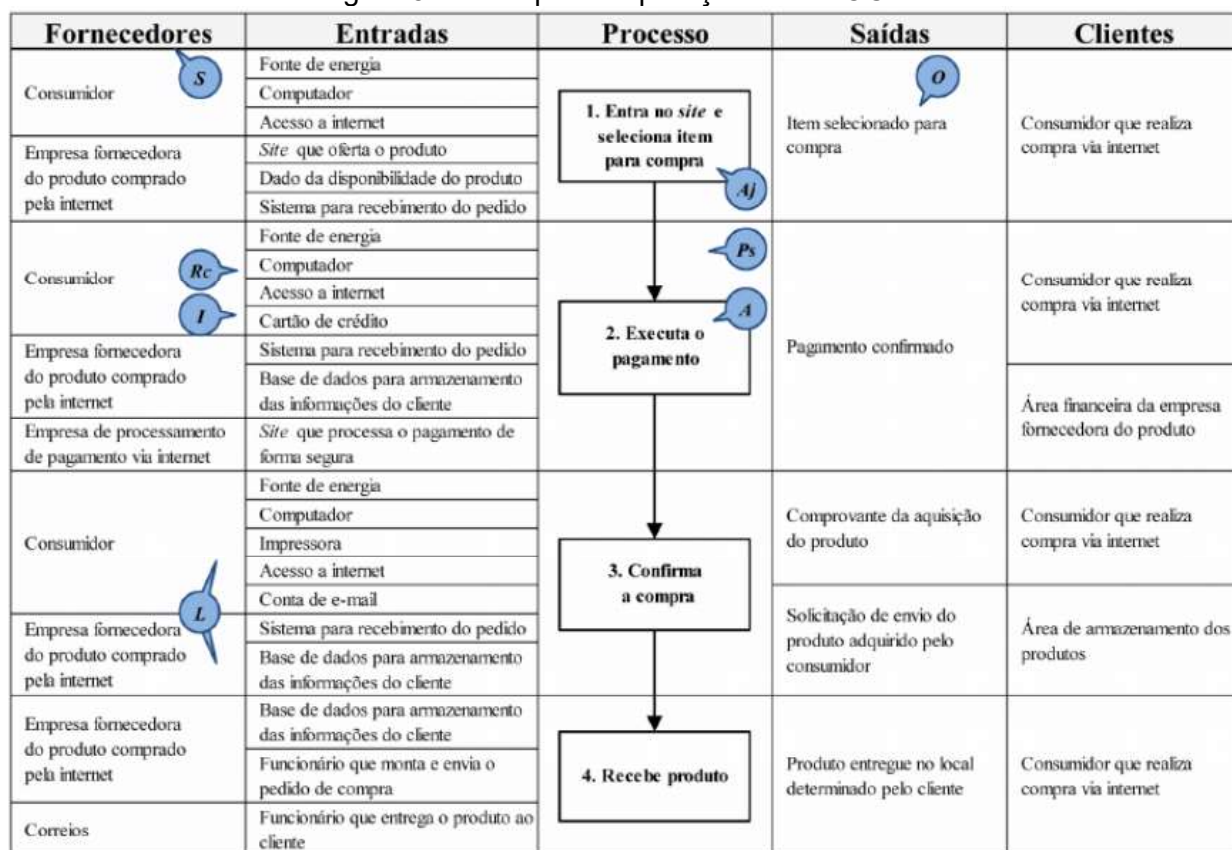 Fornecedores
Entradas
Processo
Saídas
Clientes
Consumidor
S
Fonte de energia
Computador
Acesso a internet
Empresa fornecedora
do produto comprado
pela internet
Site que oferta o produto
Dado da disponibilidade do produto
Sistema para recebimento do pedido
1. Entra no site e
seleciona item
para compra
Aj
O
Item selecionado para
compra
Consumidor que realiza
compra via internet
Consumidor
Rc
I
Fonte de energia
Computador
Acesso a internet
Cartão de crédito
Empresa fornecedora
do produto comprado
pela internet
Sistema para recebimento do pedido
Base de dados para armazenamento
das informações do cliente
Empresa de processamento
de pagamento via internet
Site que processa o pagamento de
forma segura
Ps
A
2. Executa o
pagamento
Pagamento confirmado
Consumidor que realiza
compra via internet
Área financeira da empresa
fornecedora do produto
Consumidor
Fonte de energia
Computador
Impressora
Acesso a internet
Conta de e-mail
L
Empresa fornecedora
do produto comprado
pela internet
Sistema para recebimento do pedido
Base de dados para armazenamento
das informações do cliente
3. Confirma
a compra
Comprovante da aquisição
do produto
Consumidor que realiza
compra via internet
Solicitação de envio do
produto adquirido pelo
consumidor
Área de armazenamento dos
produtos
Empresa fornecedora
do produto comprado
pela internet
Base de dados para armazenamento
das informações do cliente
Funcionário que monta e envia o
pedido de compra
Correios
Funcionário que entrega o produto ao
cliente
4. Recebe produto
Produto entregue no local
determinado pelo cliente
Consumidor que realiza
compra via internet